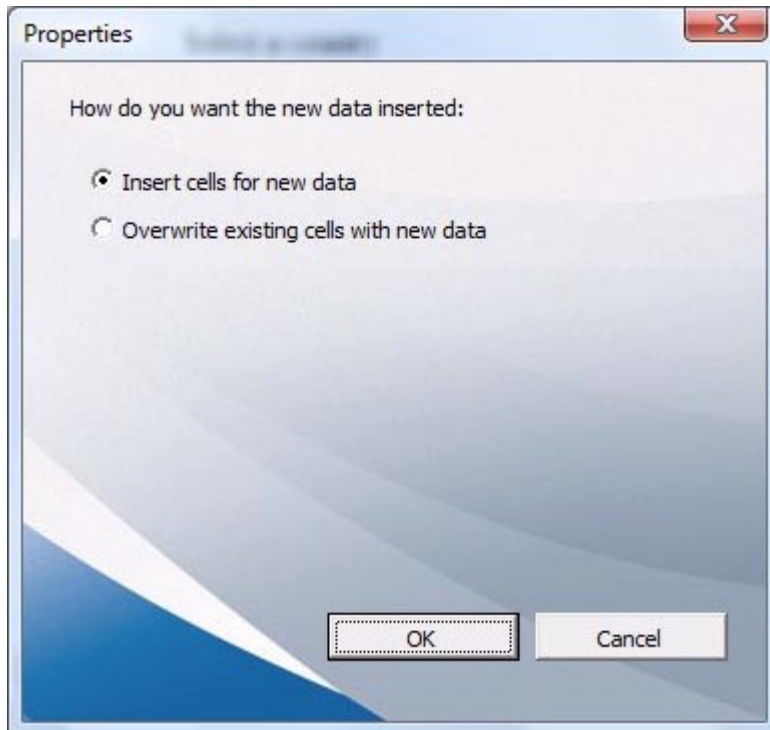 Properties
How do you want the new data inserted:
Insert cells for new data
Overwrite existing cells with new data
OK
Cancel